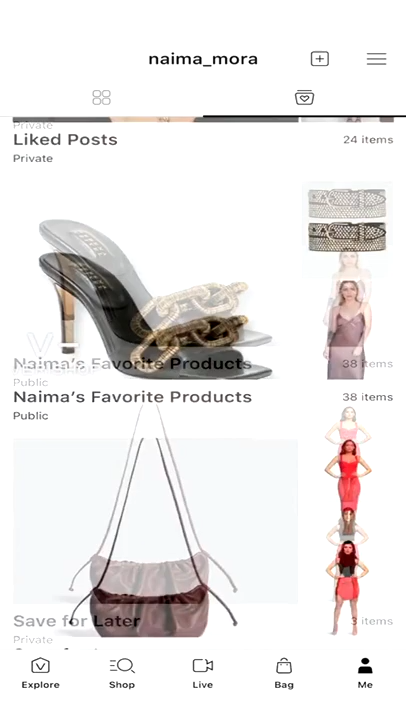 naima_mora
Private
Liked Posts 24 items
Private
Naima's Favorite Products 38 items
Public
Naima's Favorite Products 38 items
Public
Save for Later 3 items
Private
Explore Shop Live Bag Me